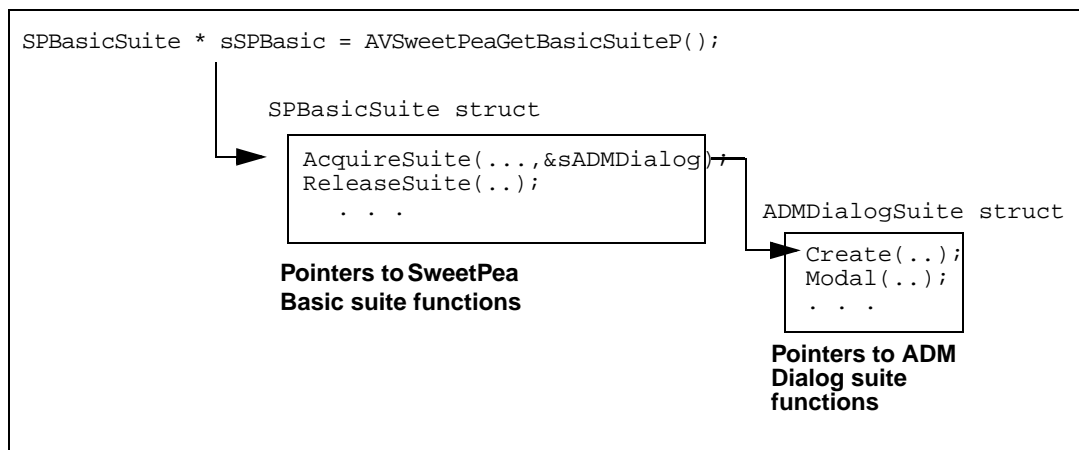 SPBasicSuite * sSPBasic = AVSweetPeaGetBasicSuiteP();
SPBasicSuite struct
AcquireSuite(...,&sADMDialog);
ReleaseSuite(..);
. . .
Pointers to SweetPea
Basic suite functions
ADMDialogSuite struct
Create(..);
Modal(..);
. . .
Pointers to ADM
Dialog suite
functions